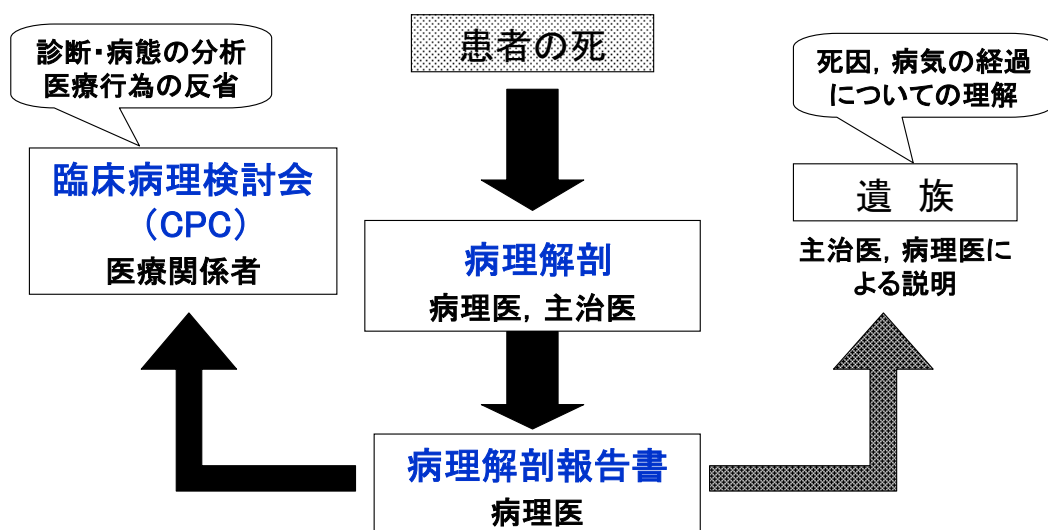 患者の死
診断・病態の分析
医療行為の反省
臨床病理検討会
（CPC）
医療関係者
死因，病気の経過
についての理解
遺　族
主治医，病理医に
よる説明
病理解剖
病理医，主治医
病理解剖報告書
病理医